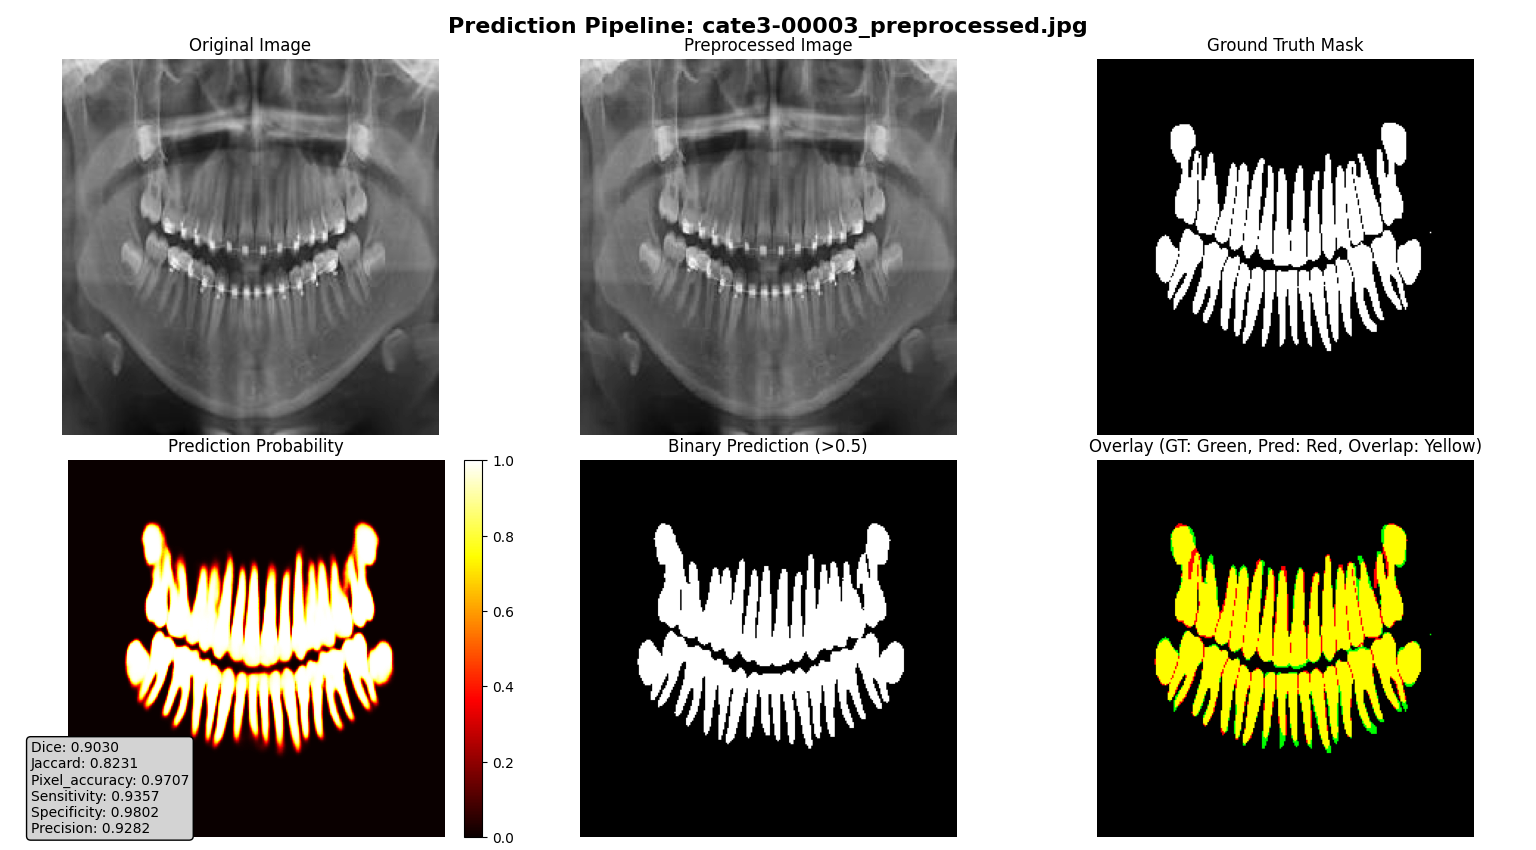 Prediction Pipeline: cate3-00003_preprocessed.jpg
Original Image
Preprocessed Image
Ground Truth Mask
Prediction Probability
Binary Prediction (>0.5)
Overlay (GT: Green, Pred: Red, Overlap: Yellow)
1.0
0.8
0.6
0.4
0.2
0.0
Dice: 0.9030
Jaccard: 0.8231
Pixel_accuracy: 0.9707
Sensitivity: 0.9357
Specificity: 0.9802
Precision: 0.9282